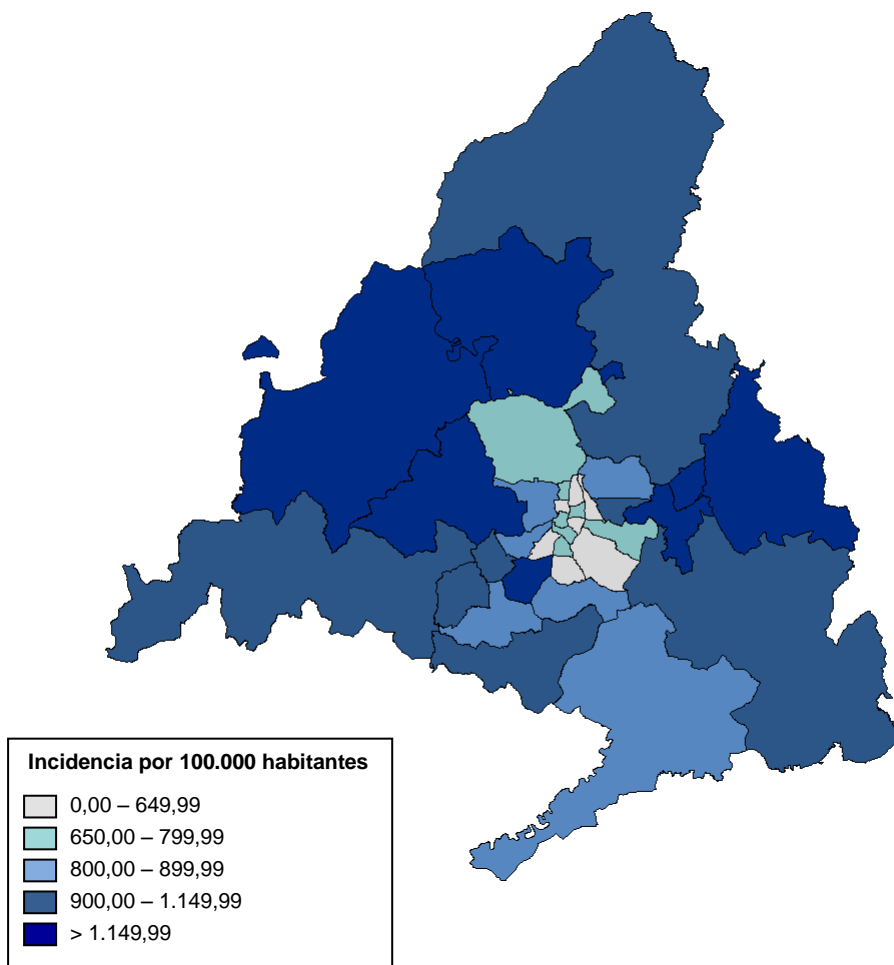 Incidencia por 100.000 habitantes
0,00 – 649,99
650,00 – 799,99
800,00 – 899,99
900,00 – 1.149,99
> 1.149,99